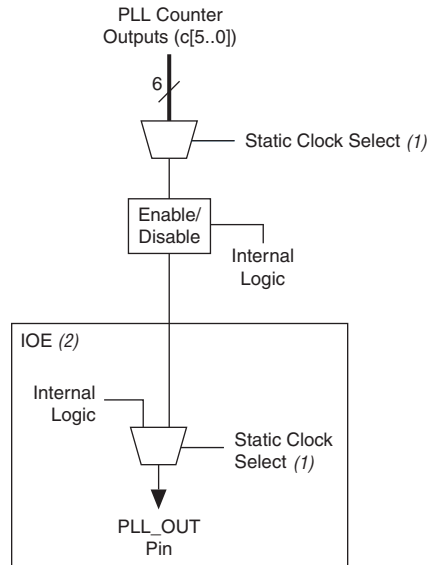 PLL Counter
Outputs (c[5..0])
6
Static Clock Select (1)
Enable/
Disable
Internal
Logic
IOE (2)
Internal
Logic
Static Clock
Select (1)
PLL_OUT
Pin